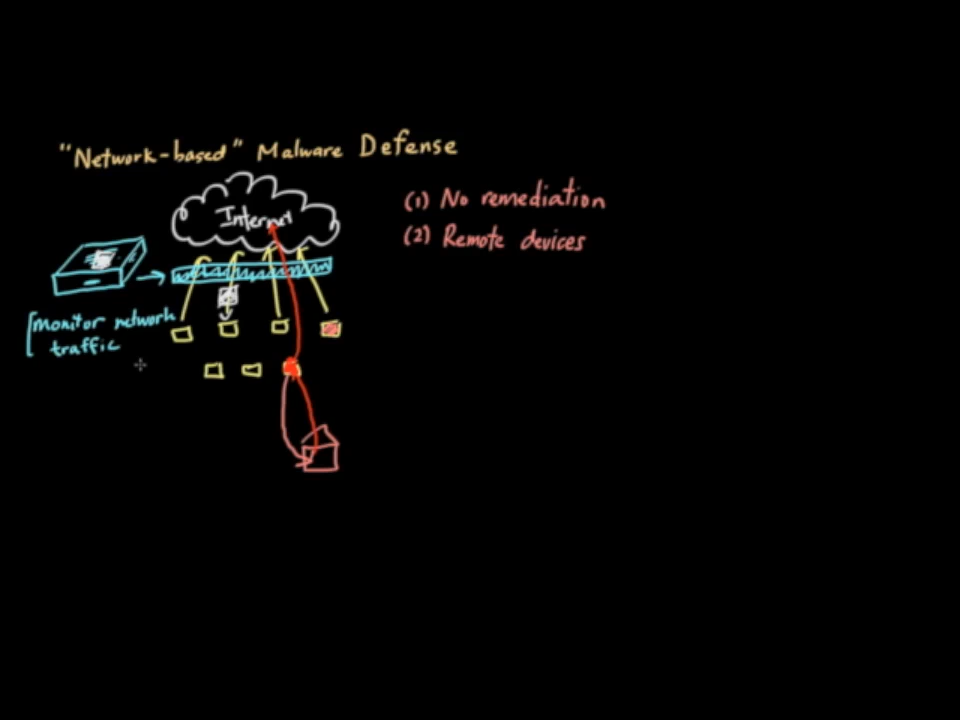 "Network-based" Malware Defense
Internet
(1) No remediation
(2) Remote devices
[monitor network
traffic